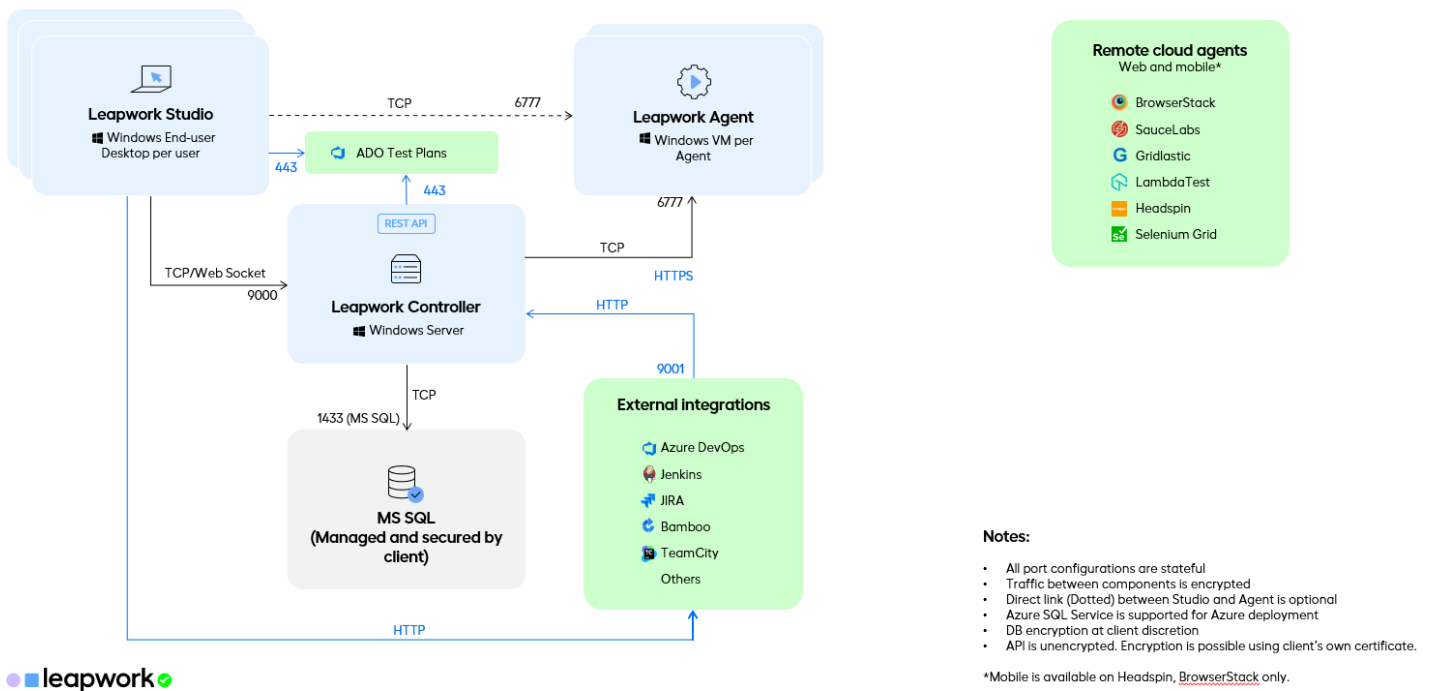 Leapwork Studio
Windows End-user
Desktop per user
TCP
6777
Leapwork Agent
Windows VM per
Agent
Remote cloud agents
Web and mobile*
BrowserStack
SauceLabs
Gridlastic
LambdaTest
Headspin
Se Selenium Grid
443
ADO Test Plans
443
REST API
Leapwork Controller
Windows Server
TCP/Web Socket
9000
6777
TCP
HTTPS
HTTP
9001
TCP
1433 (MS SQL)
MS SQL
(Managed and secured by
client)
External integrations
Azure DevOps
Jenkins
JIRA
Bamboo
TC TeamCity
Others
HTTP
Notes:
• All port configurations are stateful
• Traffic between components is encrypted
• Direct link (Dotted) between Studio and Agent is optional
• Azure SQL Service is supported for Azure deployment
• DB encryption at client discretion
• API is unencrypted. Encryption is possible using client's own certificate.
*Mobile is available on Headspin, BrowserStack only.
leapwork